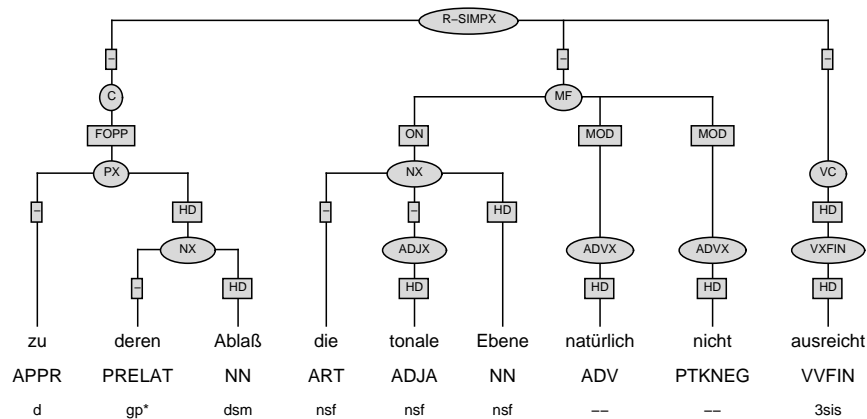 R−SIMPX
− − −
C MF
FOPP ON MOD MOD
PX NX VC
− HD − − HD HD
NX ADJX ADVX ADVX VXFIN
− HD HD HD HD HD
zu deren Ablaß die tonale Ebene natürlich nicht ausreicht
APPR PRELAT NN ART ADJA NN ADV PTKNEG VVFIN
d gp* dsm nsf nsf nsf −− −− 3sis